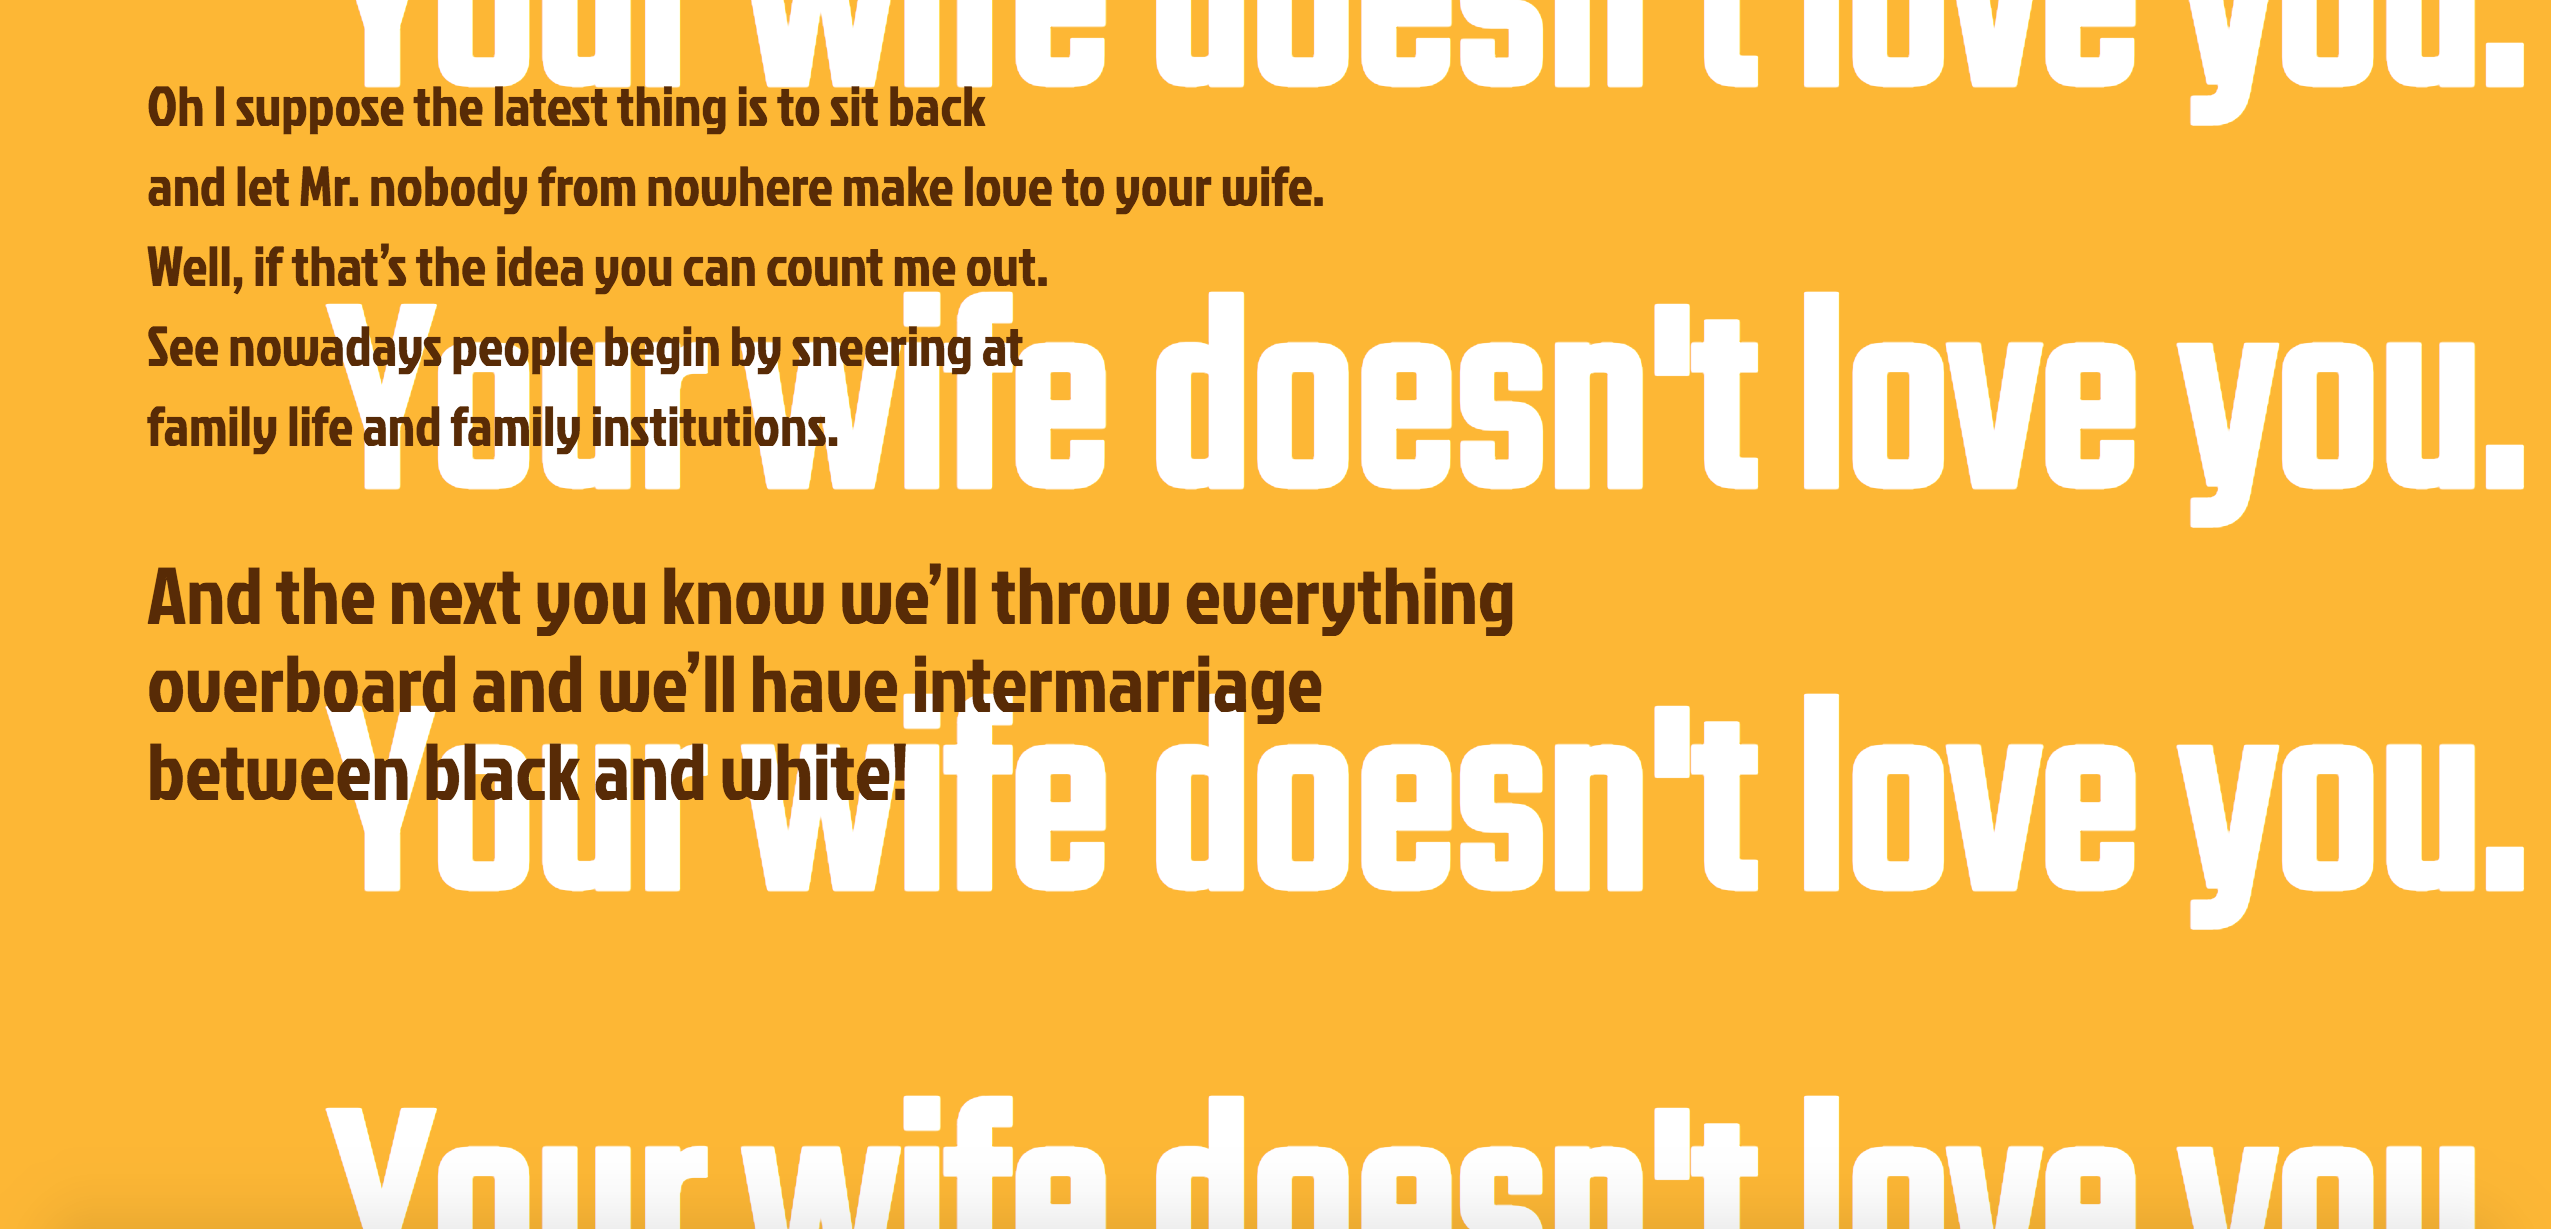 Your wife doesn't love you.
Oh I suppose the latest thing is to sit back
and let Mr. nobody from nowhere make love to your wife.
Well, if that’s the idea you can count me out.
See nowadays people begin by sneering at
family life and family institutions.
Your wife doesn't love you.
And the next you know we’ll throw everything
overboard and we’ll have intermarriage
between black and white!
Your wife doesn't love you.
Your wife doesn't love you